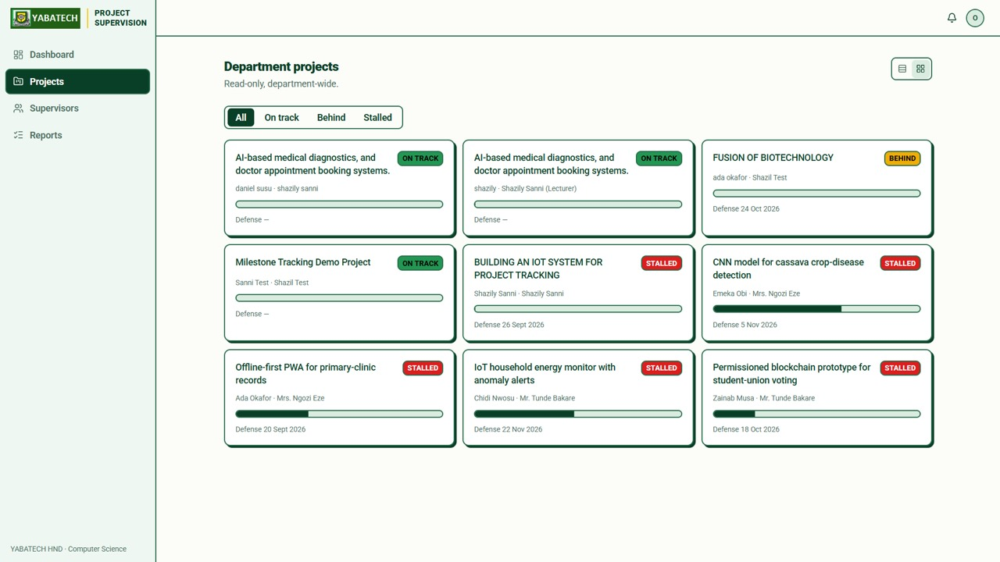 YABATECH
PROJECT
SUPERVISION
O
Dashboard
Projects
Supervisors
Reports
Department projects
Read-only, department-wide.
All
On track
Behind
Stalled
AI-based medical diagnostics, and
doctor appointment booking systems.
ON TRACK
daniel susu · shazily sanni
Defense —
AI-based medical diagnostics, and
doctor appointment booking systems.
ON TRACK
shazily · Shazily Sanni (Lecturer)
Defense —
FUSION OF BIOTECHNOLOGY
BEHIND
ada okafor · Shazil Test
Defense 24 Oct 2026
Milestone Tracking Demo Project
ON TRACK
Sanni Test · Shazil Test
Defense —
BUILDING AN IOT SYSTEM FOR
PROJECT TRACKING
STALLED
Shazily Sanni · Shazily Sanni
Defense 26 Sept 2026
CNN model for cassava crop-disease
detection
STALLED
Emeka Obi · Mrs. Ngozi Eze
Defense 5 Nov 2026
Offline-first PWA for primary-clinic
records
STALLED
Ada Okafor · Mrs. Ngozi Eze
Defense 20 Sept 2026
IoT household energy monitor with
anomaly alerts
STALLED
Chidi Nwosu · Mr. Tunde Bakare
Defense 22 Nov 2026
Permissioned blockchain prototype for
student-union voting
STALLED
Zainab Musa · Mr. Tunde Bakare
Defense 18 Oct 2026
YABATECH HND · Computer Science